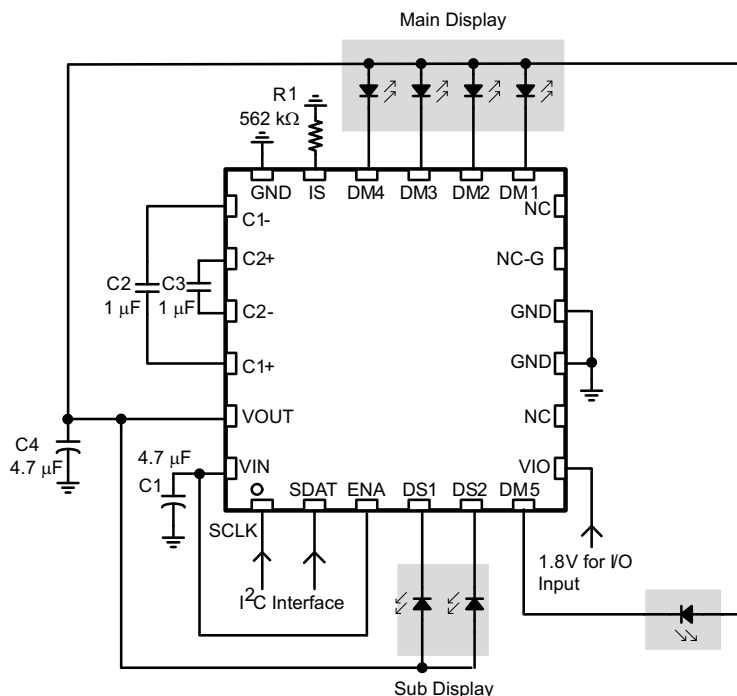 Main Display
R1
562 kΩ
GND
IS
DM4
DM3
DM2
DM1
C1-
NC
C2+
NC-G
C2
1 μF
C3
1 μF
C2-
GND
C1+
GND
VOUT
NC
C4
4.7 μF
4.7 μF
C1
VIN
VIO
SCLK
SDAT
ENA
DS1
DS2
DM5
I²C Interface
1.8V for I/O
Input
Sub Display